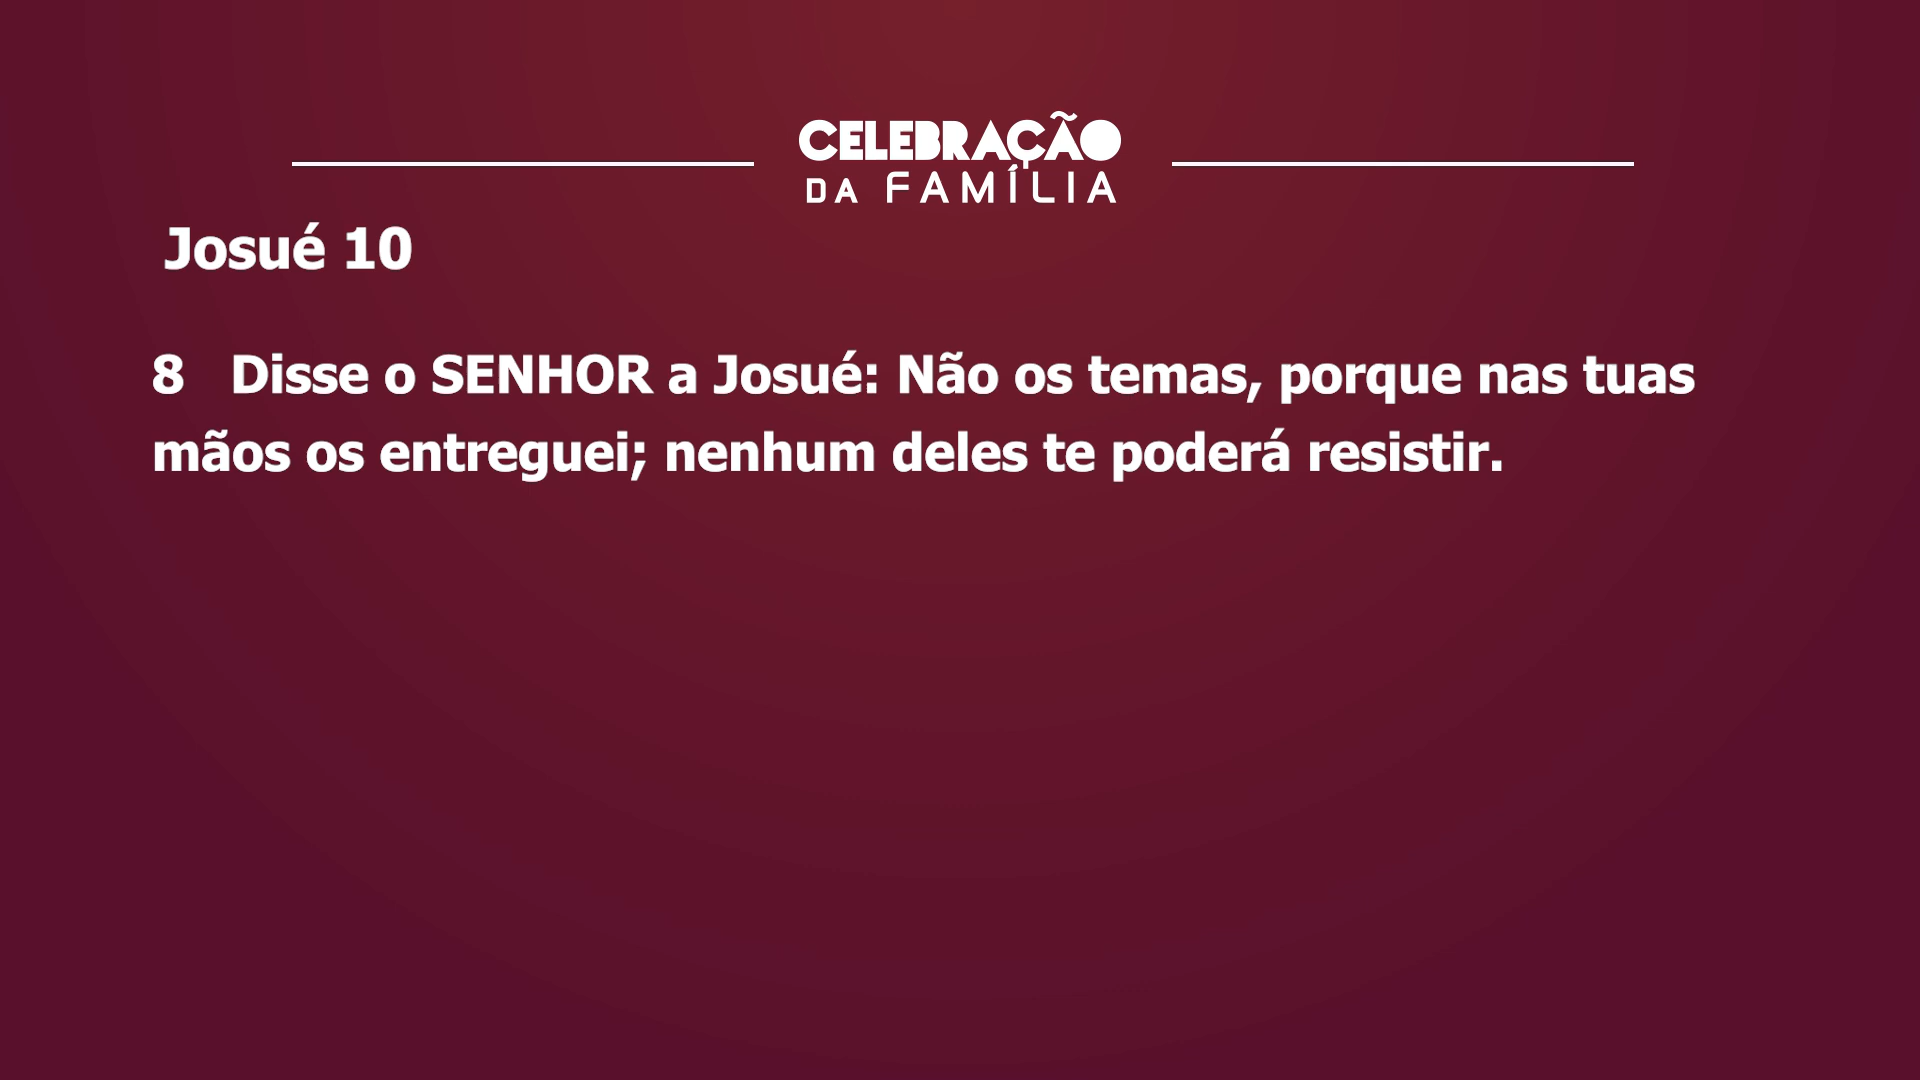 CELEBRAÇÃO
DA FAMÍLIA
Josué 10
8 Disse o SENHOR a Josué: Não os temas, porque nas tuas
mãos os entreguei; nenhum deles te poderá resistir.